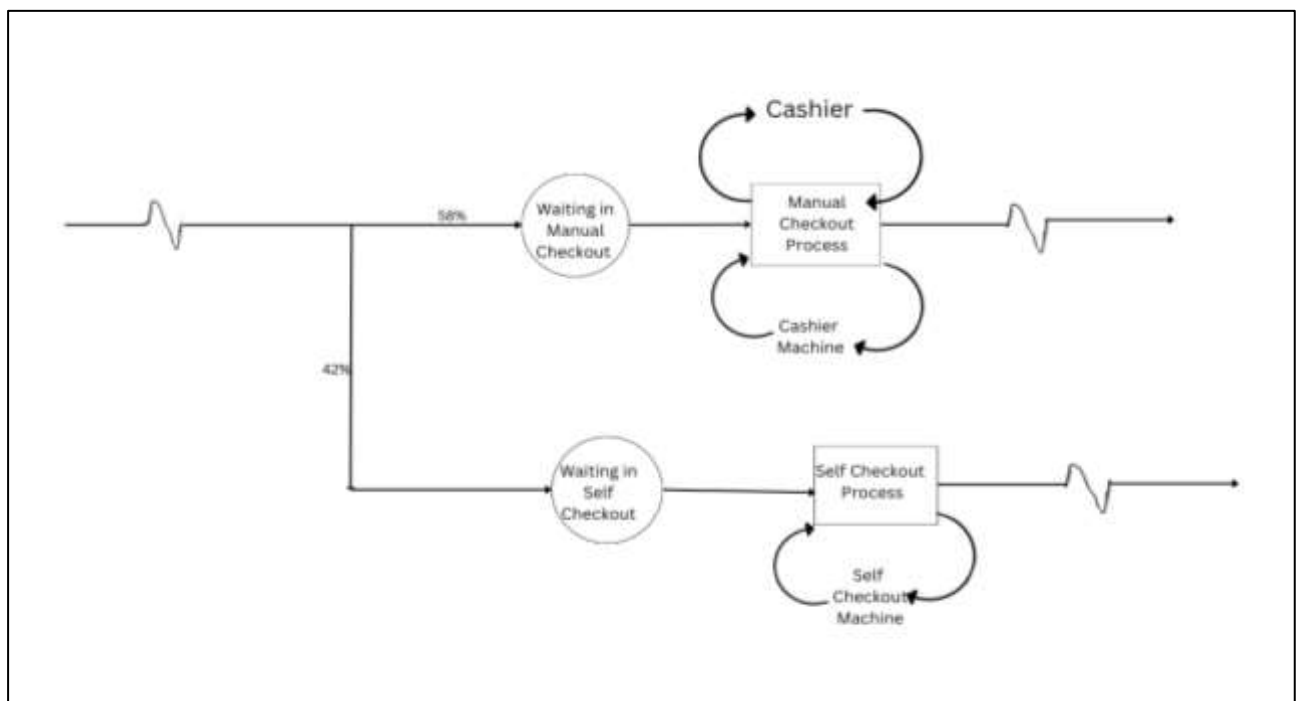 Cashier
58%
Waiting in
Manual
Checkout
Manual
Checkout
Process
Cashier
Machine
42%
Waiting in
Self
Checkout
Self Checkout
Process
Self
Checkout
Machine